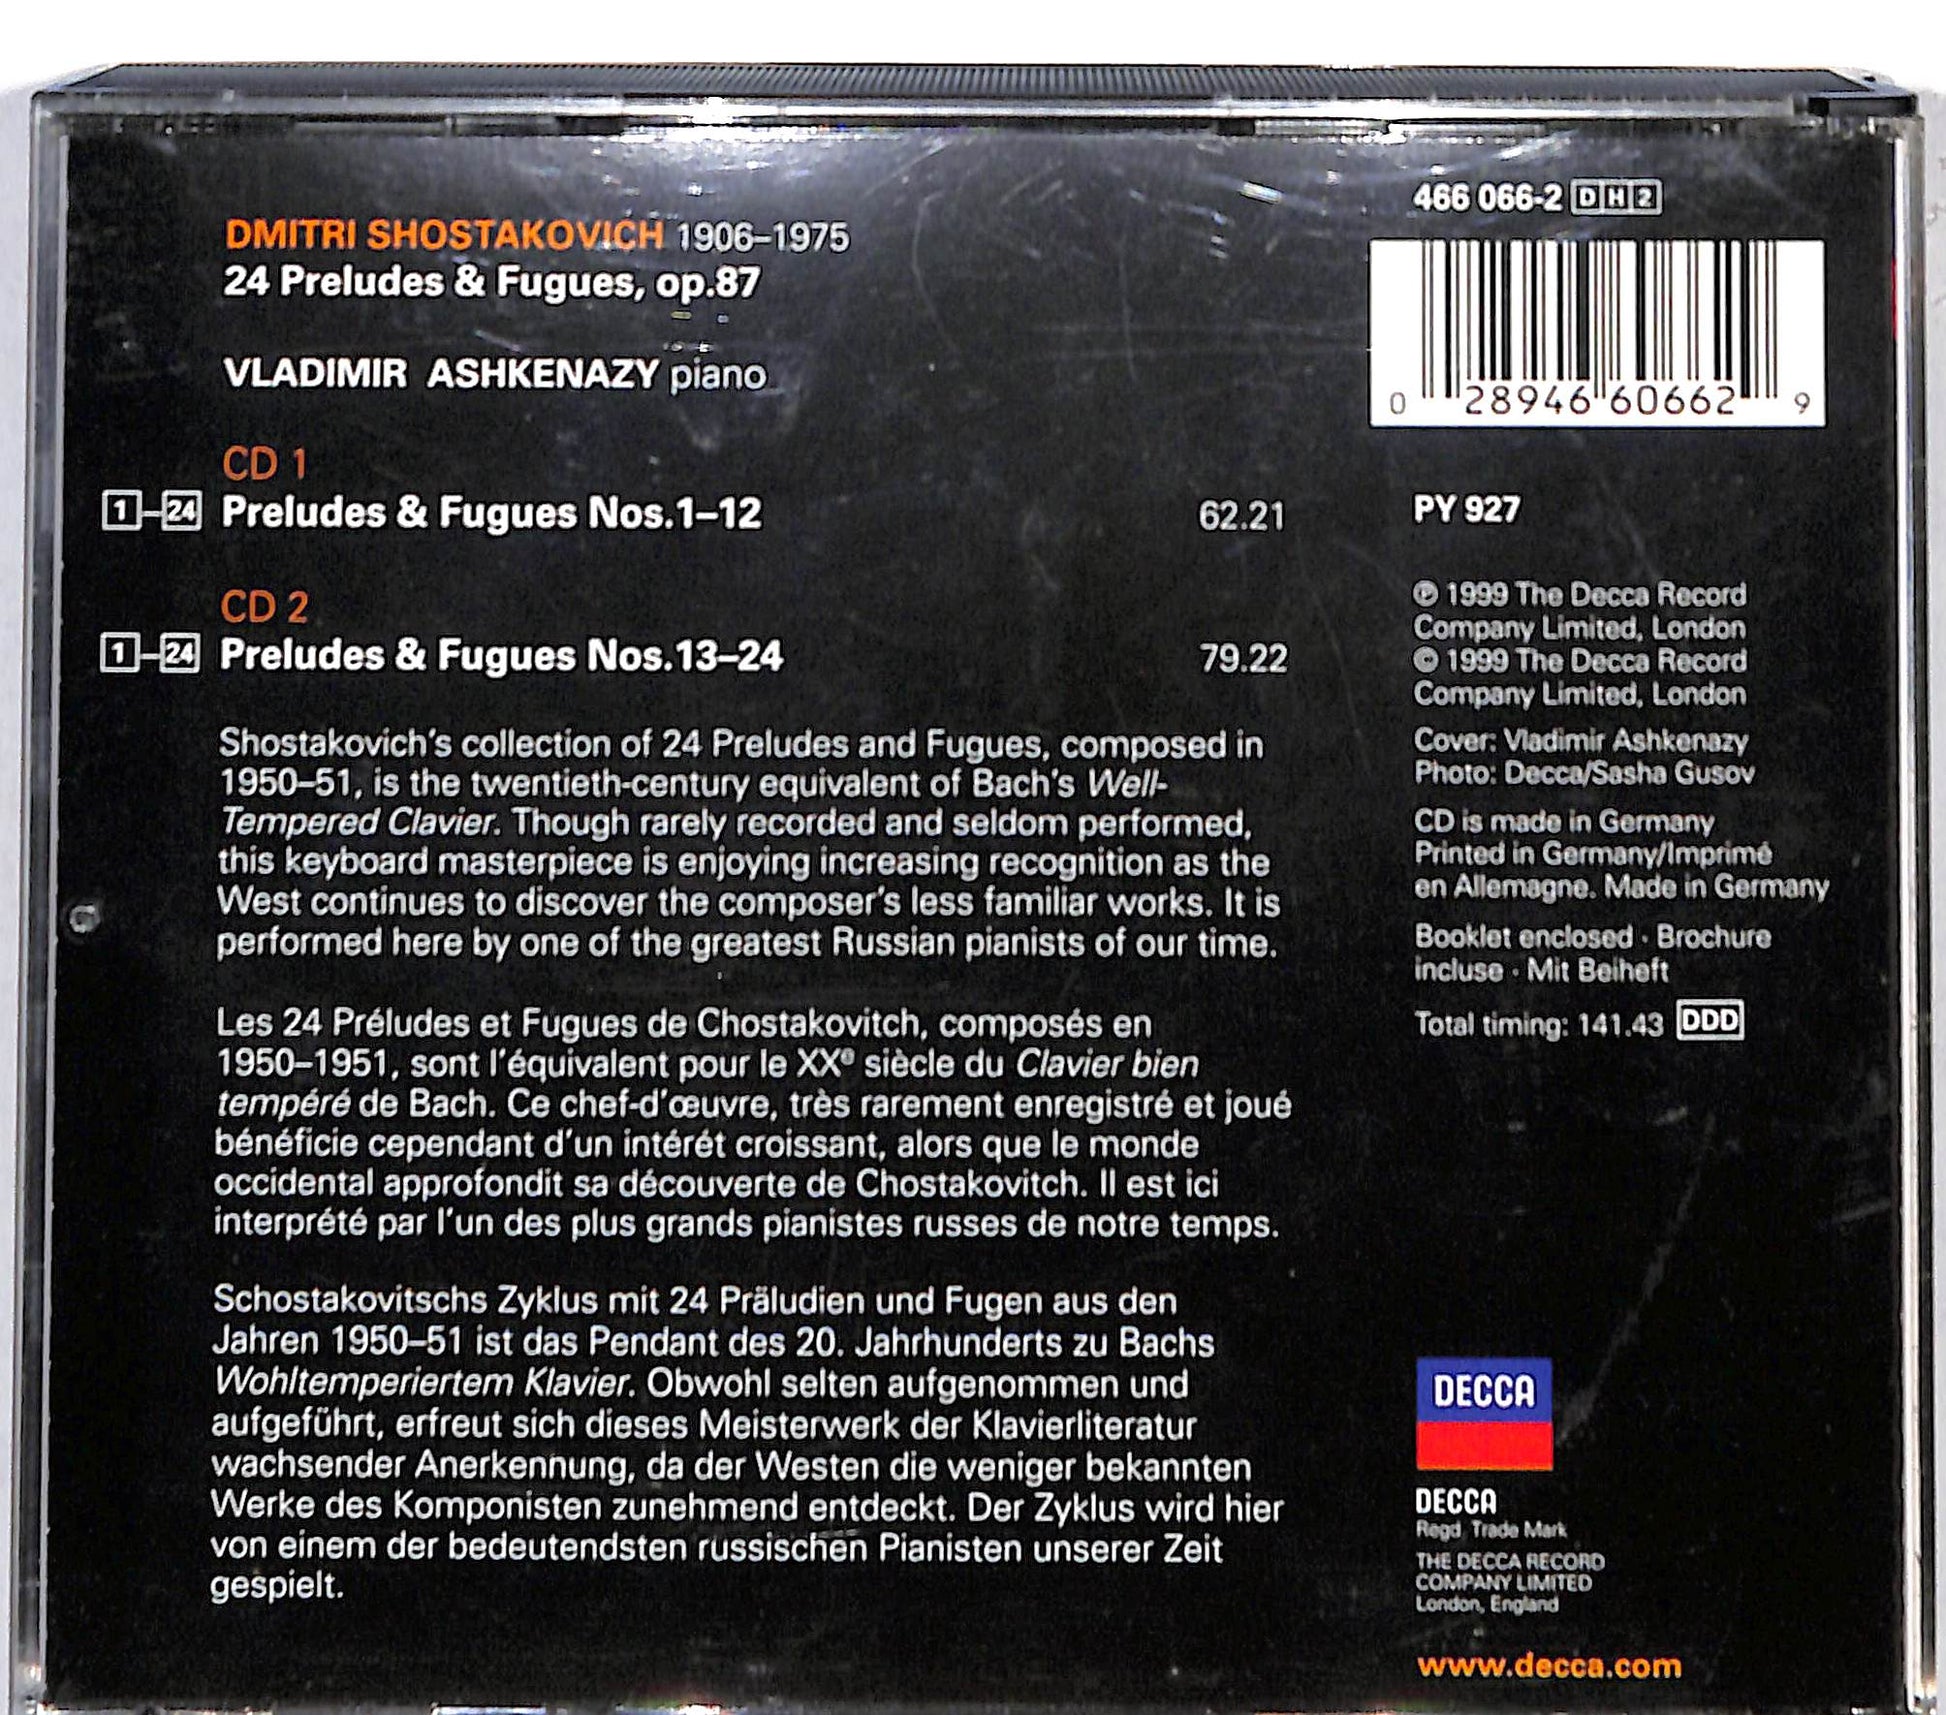 DMITRI SHOSTAKOVICH 1906–1975
24 Preludes & Fugues, op.87
VLADIMIR ASHKENAZY piano
CD 1
1–24 Preludes & Fugues Nos.1–12 62.21
CD 2
1–24 Preludes & Fugues Nos.13–24 79.22
Shostakovich's collection of 24 Preludes and Fugues, composed in
1950–51, is the twentieth-century equivalent of Bach's Well-
Tempered Clavier. Though rarely recorded and seldom performed,
this keyboard masterpiece is enjoying increasing recognition as the
West continues to discover the composer's less familiar works. It is
performed here by one of the greatest Russian pianists of our time.
Les 24 Préludes et Fugues de Chostakovitch, composés en
1950–1951, sont l'équivalent pour le XXe siècle du Clavier bien
tempéré de Bach. Ce chef-d'œuvre, très rarement enregistré et joué
bénéficie cependant d'un intérét croissant, alors que le monde
occidental approfondit sa découverte de Chostakovitch. Il est ici
interprété par l'un des plus grands pianistes russes de notre temps.
Schostakovitschs Zyklus mit 24 Präludien und Fugen aus den
Jahren 1950–51 ist das Pendant des 20. Jahrhunderts zu Bachs
Wohltemperiertem Klavier. Obwohl selten aufgenommen und
aufgeführt, erfreut sich dieses Meisterwerk der Klavierliteratur
wachsender Anerkennung, da der Westen die weniger bekannten
Werke des Komponisten zunehmend entdeckt. Der Zyklus wird hier
von einem der bedeutendsten russischen Pianisten unserer Zeit
gespielt.
466 066-2 DH2
0 28946 60662 9
PY 927
℗ 1999 The Decca Record
Company Limited, London
© 1999 The Decca Record
Company Limited, London
Cover: Vladimir Ashkenazy
Photo: Decca/Sasha Gusov
CD is made in Germany
Printed in Germany/Imprimé
en Allemagne. Made in Germany
Booklet enclosed · Brochure
incluse · Mit Beiheft
Total timing: 141.43 DDD
DECCA
DECCA
Regd. Trade Mark
THE DECCA RECORD
COMPANY LIMITED
London, England
www.decca.com